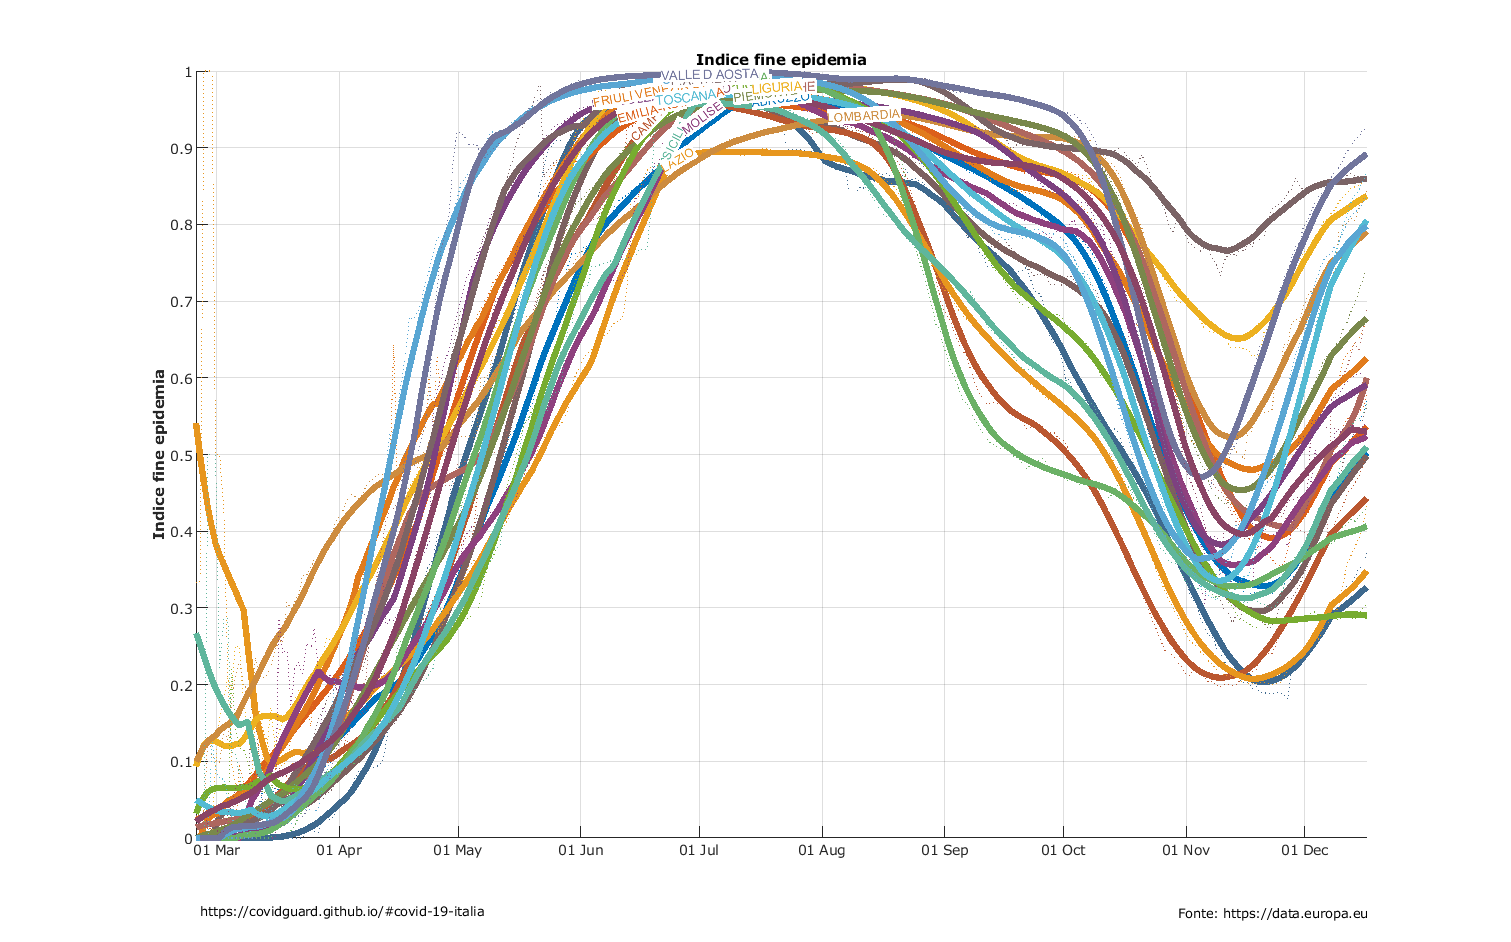 Indice fine epidemia
Indice fine epidemia
1
0.9
0.8
0.7
0.6
0.5
0.4
0.3
0.2
0.1
0
VALLE D AOSTA
FRIULI VENE
TOSCANA
LIGURIA
PIEMONTE
ABRUZZO
EMILIA
LOMBARDIA
MOLISE
SICILI
LAZIO
01 Mar
01 Apr
01 May
01 Jun
01 Jul
01 Aug
01 Sep
01 Oct
01 Nov
01 Dec
https://covidguard.github.io/#covid-19-italia
Fonte: https://data.europa.eu